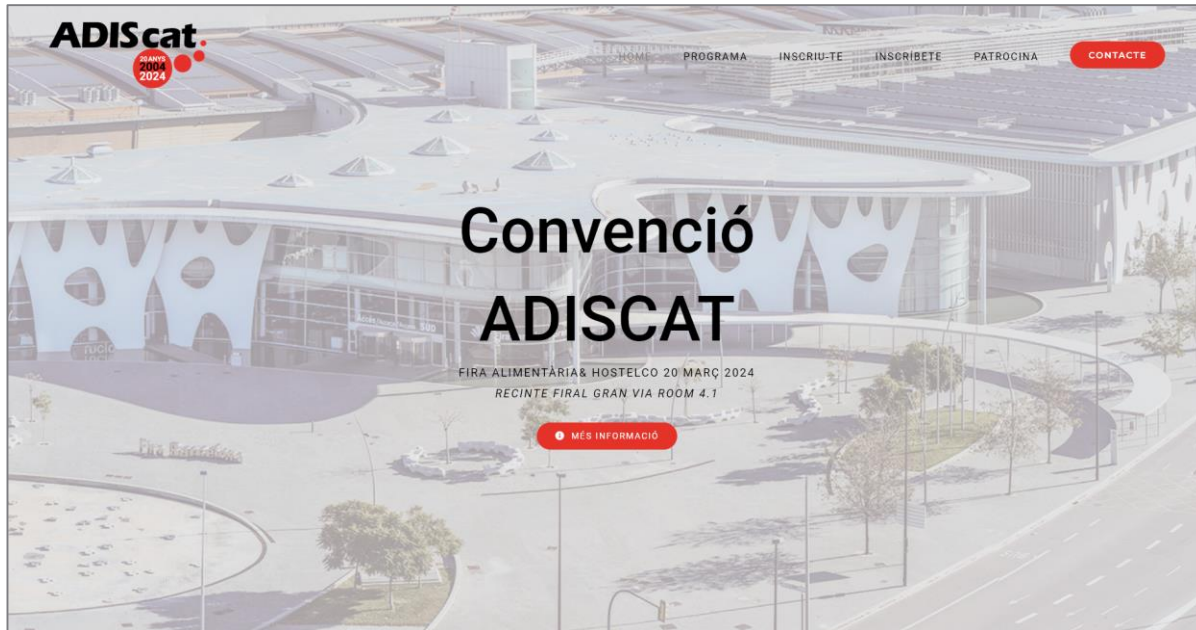 ADIScat.
20 ANYS
2004
2024
HOME
PROGRAMA
INSCRIU-TE
INSCRÍBETE
PATROCINA
CONTACTE
Convenció
ADISCAT
FIRA ALIMENTÀRIA& HOSTELCO 20 MARÇ 2024
RECINTE FIRAL GRAN VIA ROOM 4.1
MÉS INFORMACIÓ
SUD